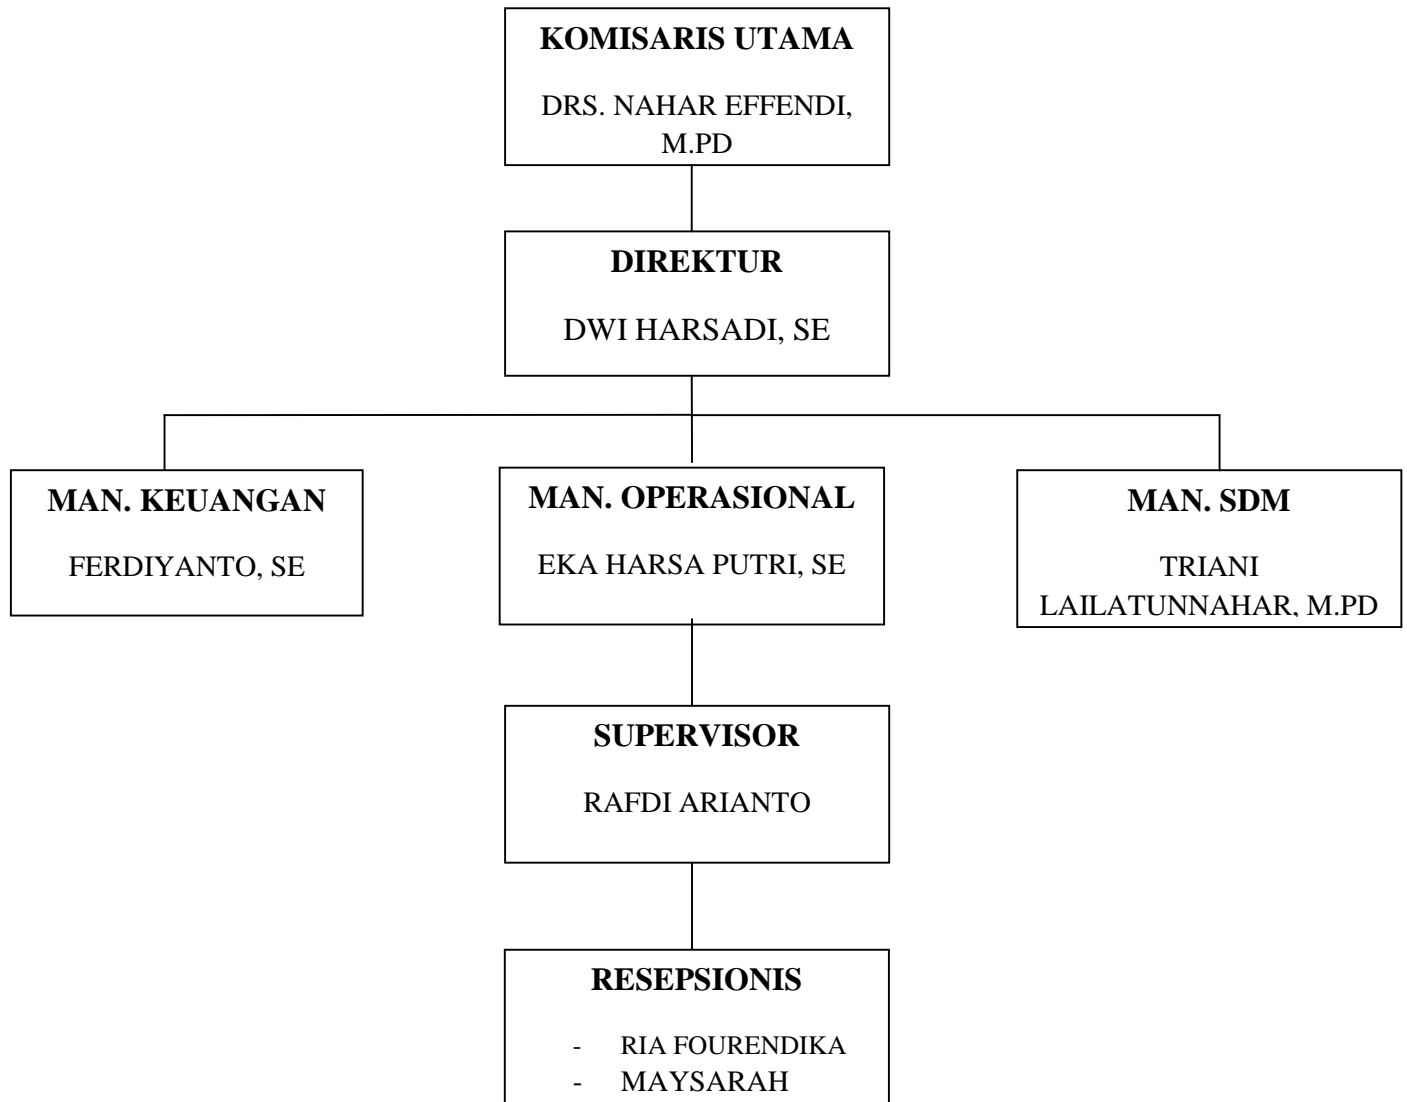 KOMISARIS UTAMA
DRS. NAHAR EFFENDI,
M.PD
DIREKTUR
DWI HARSADI, SE
MAN. KEUANGAN
FERDIYANTO, SE
MAN. OPERASIONAL
EKA HARSA PUTRI, SE
MAN. SDM
TRIANI
LAILATUNNAHAR, M.PD
SUPERVISOR
RAFDI ARIANTO
RESEPSIONIS
- RIA FOURENDIKA
- MAYSARAH